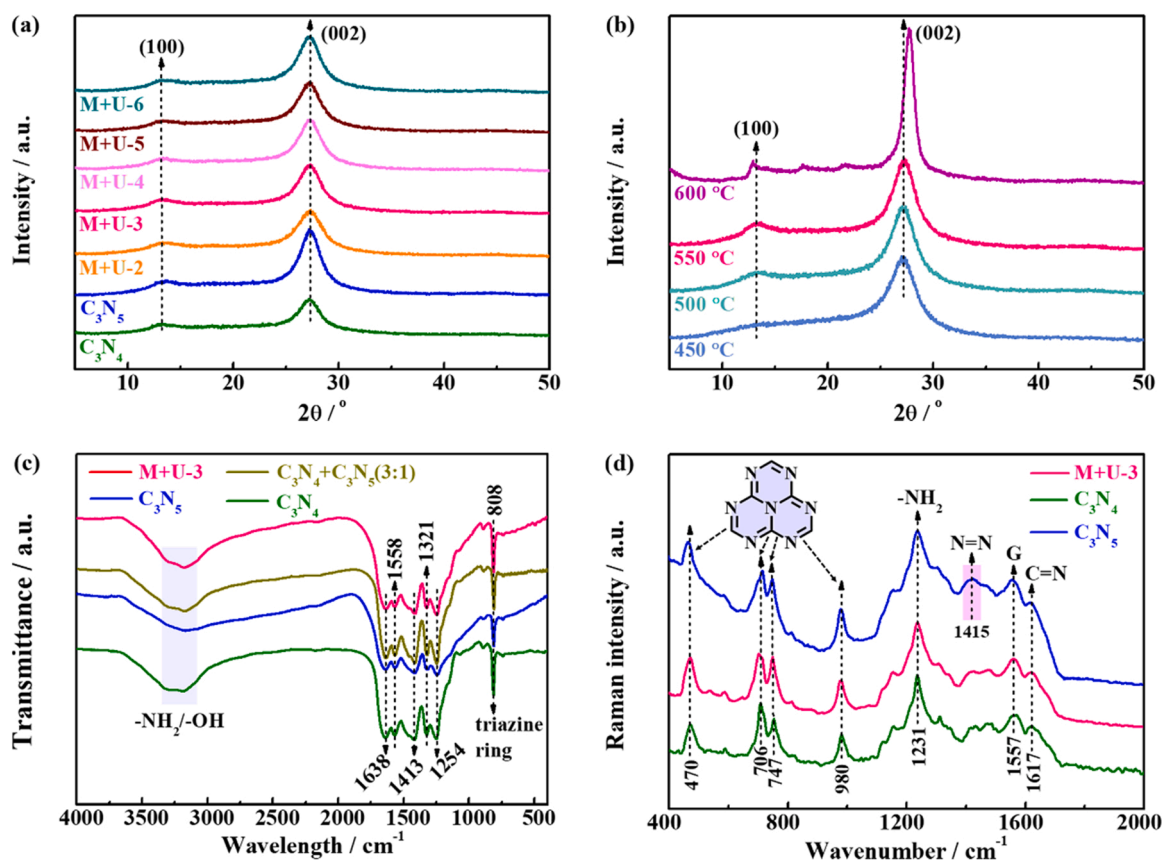 (a)
(100)
(002)
M+U-6
M+U-5
M+U-4
M+U-3
M+U-2
C3N5
C3N4
Intensity / a.u.
10 20 30 40 50
2θ / °
(b)
(002)
(100)
600 °C
550 °C
500 °C
450 °C
Intensity / a.u.
10 20 30 40 50
2θ / °
(c)
M+U-3
C3N4+C3N5(3:1)
C3N5
C3N4
1558
1321
808
-NH2/-OH
1638
1413
1254
triazine
ring
Transmittance / a.u.
4000 3500 3000 2500 2000 1500 1000 500
Wavelength / cm-1
(d)
N N
N N N
N N
M+U-3
C3N4
C3N5
-NH2
N=N
G
C=N
1415
470
706
747
980
1231
1557
1617
Raman intensity / a.u.
400 800 1200 1600 2000
Wavenumber / cm-1